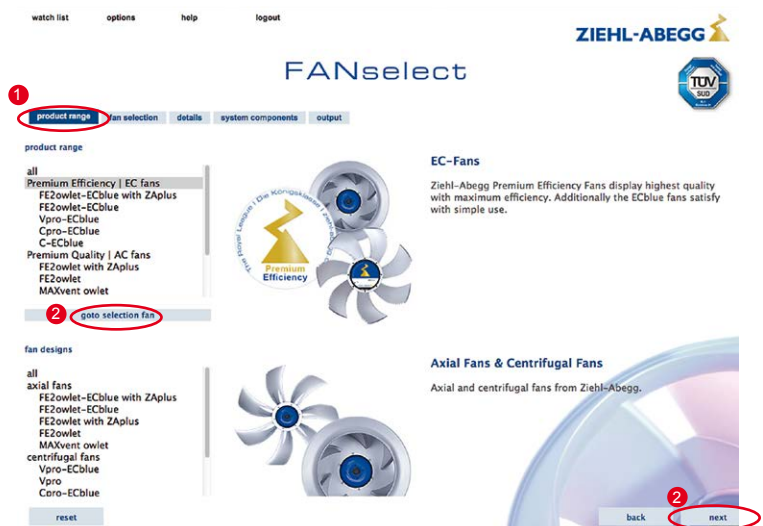 watch list options help logout
ZIEHL-ABEGG
FANselect
TÜV
SÜD
1
product range fan selection details system components output
product range
all
Premium Efficiency | EC fans
FE2owlet-ECblue with ZAplus
FE2owlet-ECblue
Vpro-ECblue
Cpro-ECblue
C-ECblue
Premium Quality | AC fans
FE2owlet with ZAplus
FE2owlet
MAXvent owlet
The Royal League | Die Königsklasse | ziehl-abegg.com
Premium
Efficiency
EC-Fans
Ziehl-Abegg Premium Efficiency Fans display highest quality
with maximum efficiency. Additionally the ECblue fans satisfy
with simple use.
2 goto selection fan
fan designs
all
axial fans
FE2owlet-ECblue with ZAplus
FE2owlet-ECblue
FE2owlet with ZAplus
FE2owlet
MAXvent owlet
centrifugal fans
Vpro-ECblue
Vpro
Cpro-ECblue
Axial Fans & Centrifugal Fans
Axial and centrifugal fans from Ziehl-Abegg.
2
reset back next